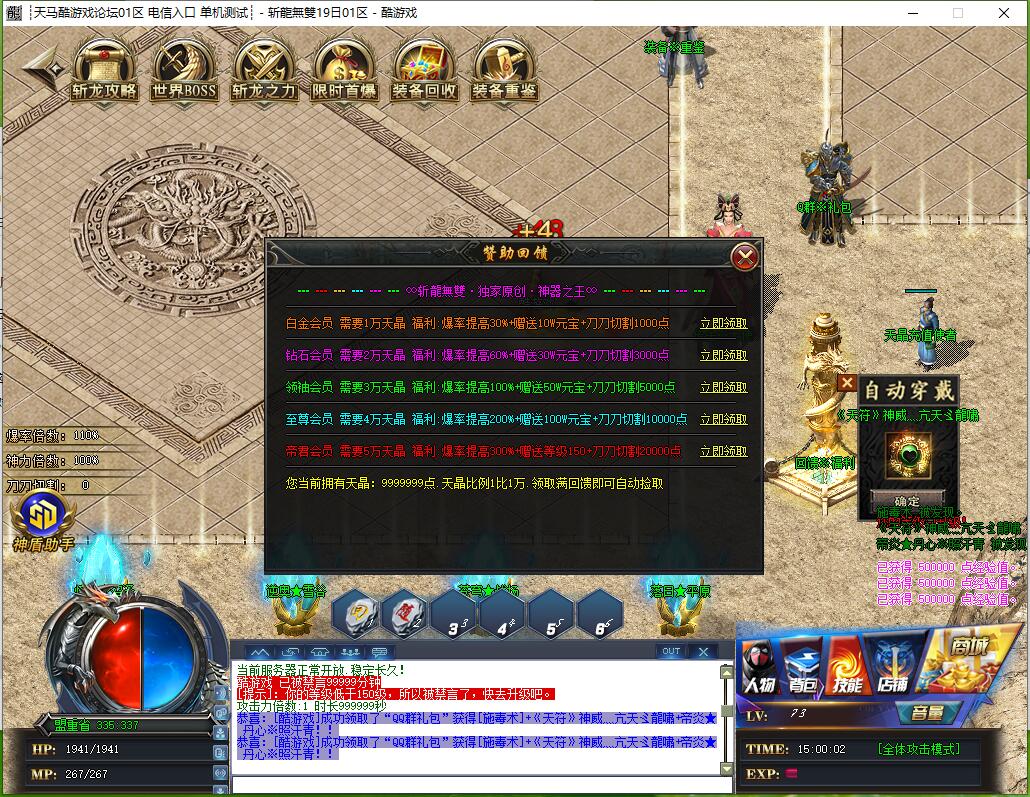 天马酷游戏论坛01区 电信入口 单机测试 - 斩龍無雙19日01区 - 酷游戏
斩龙攻略 世界BOSS 斩龙之力 限时首爆 装备回收 装备重鉴
装备※重鉴
Q群※礼包
+43
赞助回馈
∞斩龍無雙·独家原创·神器之王∞
白金会员 需要1万天晶 福利:爆率提高30%+赠送10W元宝+刀刀切割1000点 立即领取
钻石会员 需要2万天晶 福利:爆率提高60%+赠送30W元宝+刀刀切割3000点 立即领取
领袖会员 需要3万天晶 福利:爆率提高100%+赠送50W元宝+刀刀切割5000点 立即领取
至尊会员 需要4万天晶 福利:爆率提高200%+赠送100W元宝+刀刀切割10000点 立即领取
帝君会员 需要5万天晶 福利:爆率提高300%+赠送等级150+刀刀切割20000点 立即领取
您当前拥有天晶: 9999999点.天晶比例1比1万.领取满回馈即可自动捡取
天晶充值使者
自动穿戴
回馈※福利
确定
爆率倍数: 110%
神力倍数: 100%
刀刀切割: 0
神盾助手
已获得 500000 点经验值
已获得 500000 点经验值
已获得 500000 点经验值
1 2 3 4 5 6
OUT
当前服务器正常开放.稳定长久!
酷游戏 已被禁言99999分钟
[提示]: 你的等级低于150级，所以被禁言了，快去升级吧。
攻击力倍数:1 时长999999秒
恭喜: [酷游戏]成功领取了“QQ群礼包”获得[施毒术]+《天符》神威
丹心※照汗青!!
恭喜: [酷游戏]成功领取了“QQ群礼包”获得[施毒术]+《天符》神威
丹心※照汗青!!
盟重省 335:337
HP: 1941/1941
MP: 267/267
人物 背包 技能 店铺 商城
LV: 73 音量
TIME: 15:00:02 [全体攻击模式]
EXP: